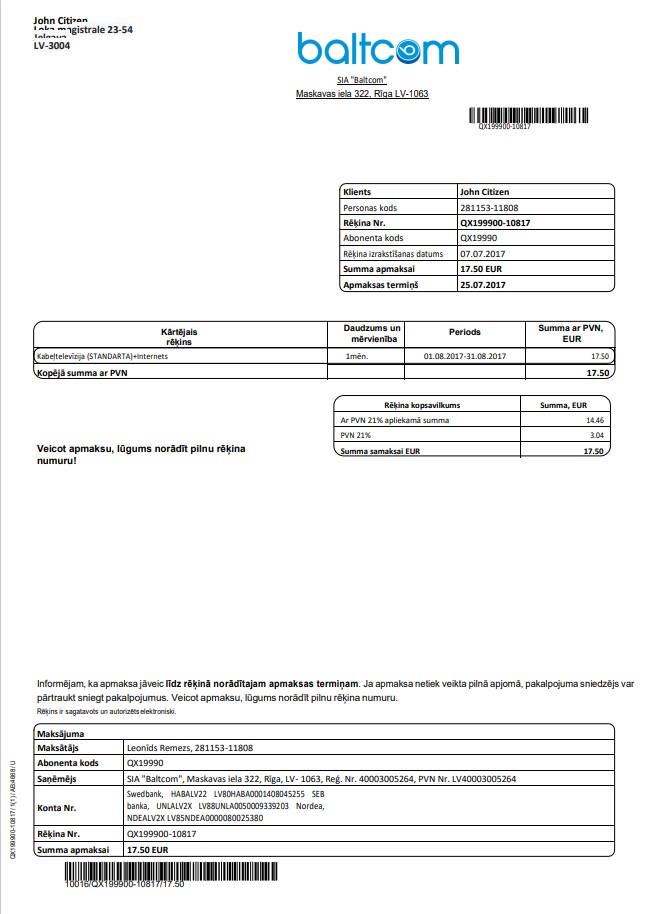 John Citizen
Loka magistrale 23-54
Jelgava
LV-3004
baltcom
SIA "Baltcom"
Maskavas iela 322, Rīga LV-1063
QX199900-10817
Klients John Citizen
Personas kods 281153-11808
Rēķina Nr. QX199900-10817
Abonenta kods QX19990
Rēķina izrakstīšanas datums 07.07.2017
Summa apmaksai 17.50 EUR
Apmaksas termiņš 25.07.2017
Kārtējais rēķins Daudzums un mērvienība Periods Summa ar PVN, EUR
Kabeļtelevīzija (STANDARTA)+Internets 1mēn. 01.08.2017-31.08.2017 17.50
Kopējā summa ar PVN 17.50
Rēķina kopsavilkums Summa, EUR
Ar PVN 21% apliekamā summa 14.46
PVN 21% 3.04
Summa samaksai EUR 17.50
Veicot apmaksu, lūgums norādīt pilnu rēķina
numuru!
Informējam, ka apmaksa jāveic līdz rēķinā norādītajam apmaksas termiņam. Ja apmaksa netiek veikta pilnā apjomā, pakalpojuma sniedzējs var
pārtraukt sniegt pakalpojumus. Veicot apmaksu, lūgums norādīt pilnu rēķina numuru.
Rēķins ir sagatavots un autorizēts elektroniski.
Maksājuma
Maksātājs Leonīds Remezs, 281153-11808
Abonenta kods QX19990
Saņēmējs SIA "Baltcom", Maskavas iela 322, Rīga, LV- 1063, Reģ. Nr. 40003005264, PVN Nr. LV40003005264
Konta Nr. Swedbank, HABALV22 LV80HABA0001408045255 SEB
banka, UNLALV2X LV88UNLA0050009339203 Nordea,
NDEALV2X LV85NDEA0000080025380
Rēķina Nr. QX199900-10817
Summa apmaksai 17.50 EUR
10016/QX199900-10817/17.50
QX199900-10817/ 1(1) / AB4668 / U